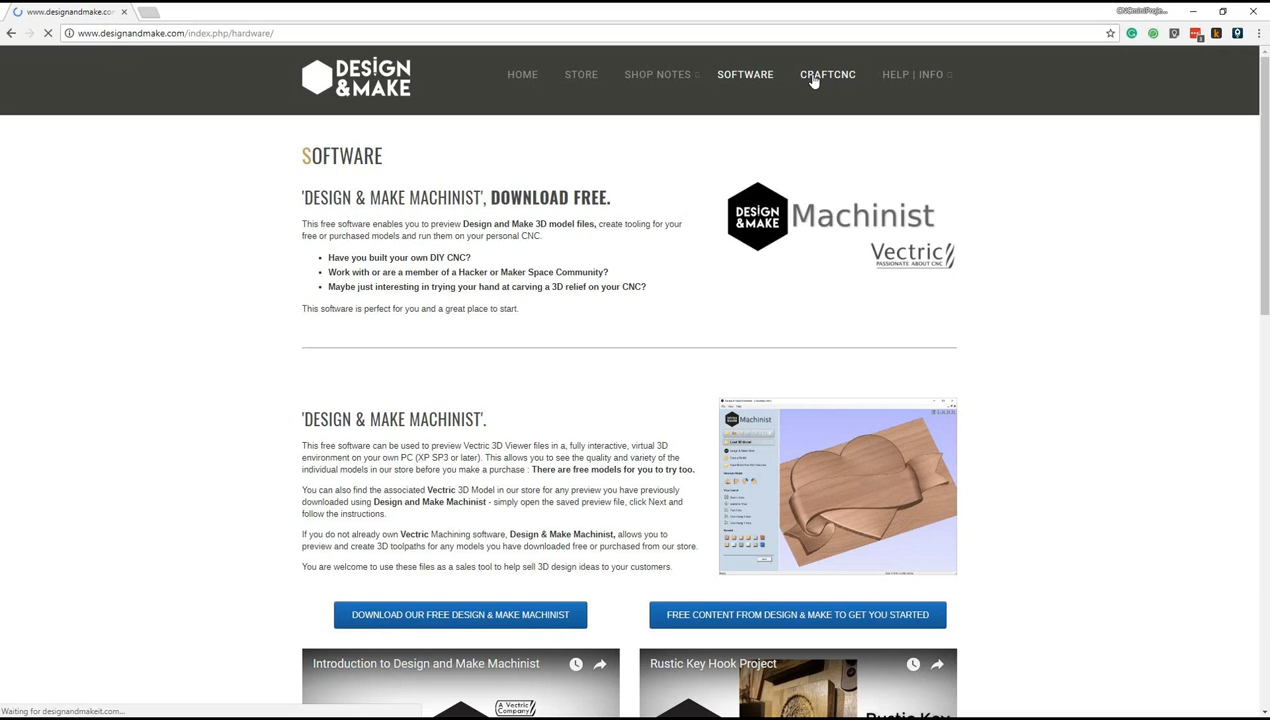 www.designandmake.co
CNCminiProje...
www.designandmake.com/index.php/hardware/
DESIGN
&MAKE
HOME
STORE
SHOP NOTES
SOFTWARE
CRAFTCNC
HELP | INFO
SOFTWARE
'DESIGN & MAKE MACHINIST', DOWNLOAD FREE.
This free software enables you to preview Design and Make 3D model files, create tooling for your
free or purchased models and run them on your personal CNC.
• Have you built your own DIY CNC?
• Work with or are a member of a Hacker or Maker Space Community?
• Maybe just interesting in trying your hand at carving a 3D relief on your CNC?
This software is perfect for you and a great place to start.
DESIGN
&MAKE
Machinist
Vectric
PASSIONATE ABOUT CNC
'DESIGN & MAKE MACHINIST'.
This free software can be used to preview Vectric 3D Viewer files in a, fully interactive, virtual 3D
environment on your own PC (XP SP3 or later). This allows you to see the quality and variety of the
individual models in our store before you make a purchase : There are free models for you to try too.
You can also find the associated Vectric 3D Model in our store for any preview you have previously
downloaded using Design and Make Machinist - simply open the saved preview file, click Next and
follow the instructions.
If you do not already own Vectric Machining software, Design & Make Machinist, allows you to
preview and create 3D toolpaths for any models you have downloaded free or purchased from our store.
You are welcome to use these files as a sales tool to help sell 3D design ideas to your customers.
Machinist
DOWNLOAD OUR FREE DESIGN & MAKE MACHINIST
FREE CONTENT FROM DESIGN & MAKE TO GET YOU STARTED
Introduction to Design and Make Machinist
A Vectric
Company
Rustic Key Hook Project
Rustic Key
Waiting for designandmakeit.com...